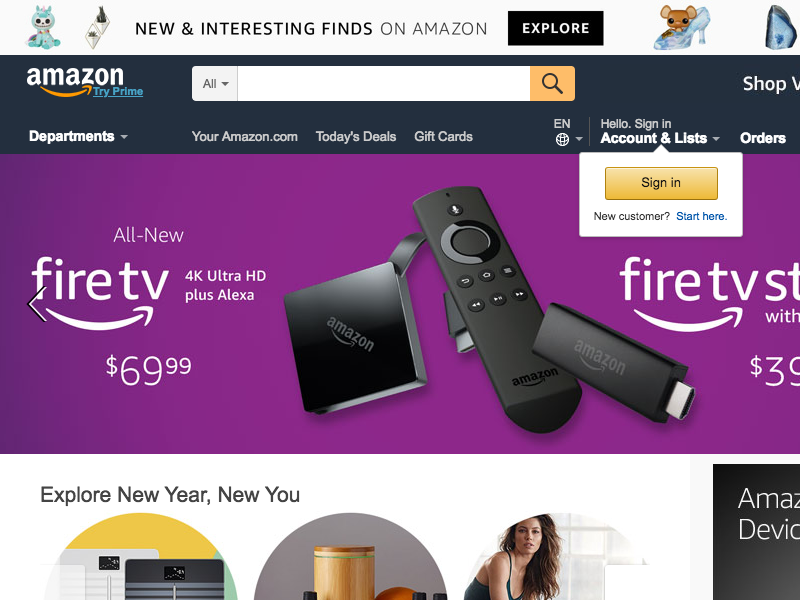 NEW & INTERESTING FINDS ON AMAZON
EXPLORE
amazon
Try Prime
All
Shop V
Departments
Your Amazon.com
Today's Deals
Gift Cards
EN
Hello. Sign in
Account & Lists
Orders
Sign in
New customer? Start here.
All-New
fire tv
4K Ultra HD
plus Alexa
$69.99
amazon
amazon
amazon
fire tv st
with
$39
Explore New Year, New You
Amaz
Devic